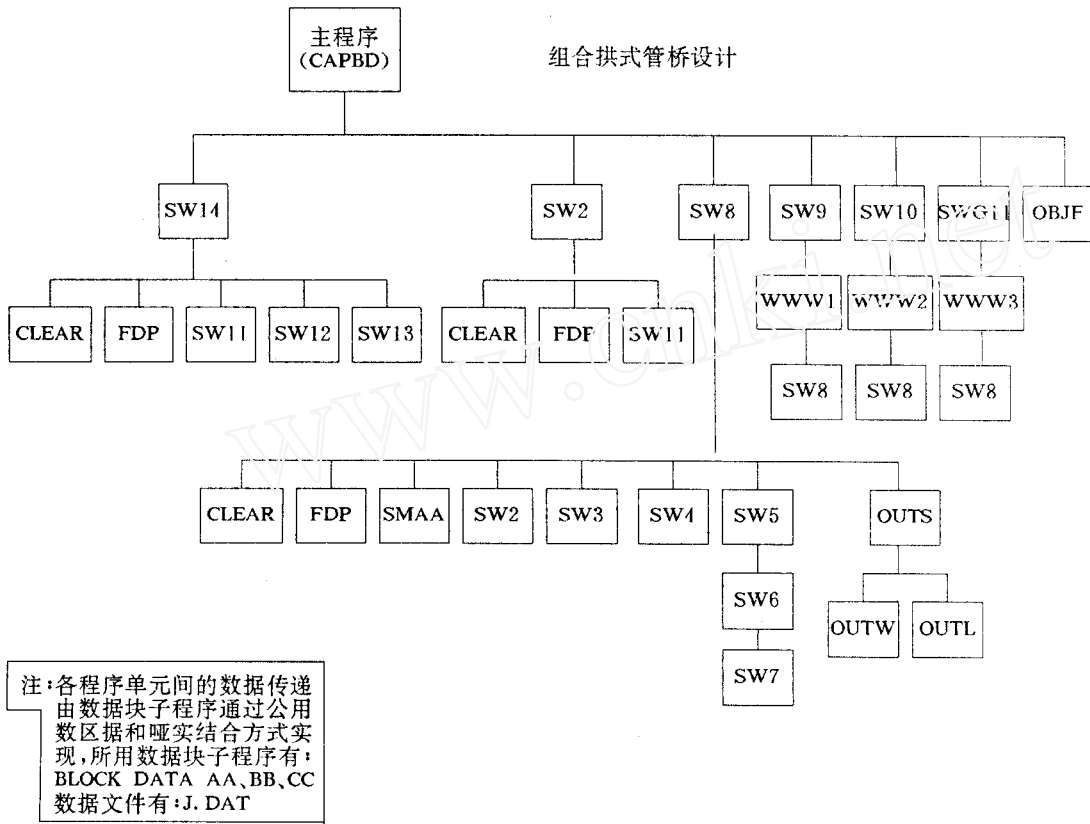 主程序
(CAPBD)
组合拱式管桥设计
SW14
SW2
SW8
SW9
SW10
SWG11
OBJF
CLEAR
FDP
SW11
SW12
SW13
CLEAR
FDP
SW11
WWW1
WWW2
WWW3
SW8
SW8
SW8
CLEAR
FDP
SMAA
SW2
SW3
SW4
SW5
OUTS
SW6
OUTW
OUTL
SW7
注:各程序单元间的数据传递
由数据块子程序通过公用
数区据和哑实结合方式实
现,所用数据块子程序有:
BLOCK DATA AA、BB、CC
数据文件有:J.DAT
www.cnki.net